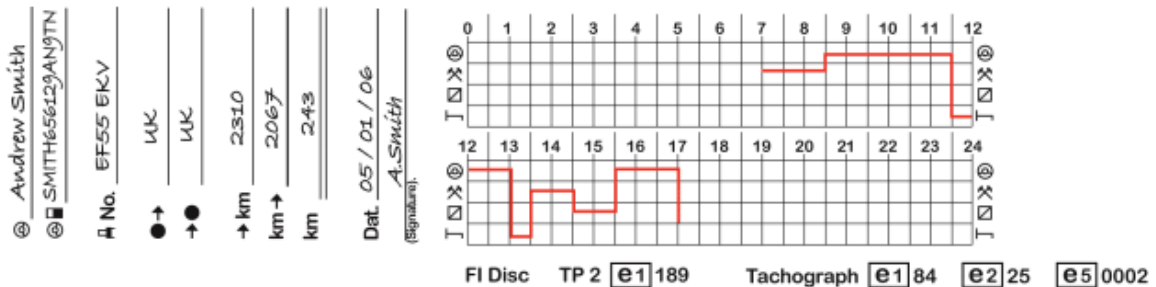 Andrew Smith
SMITH656129AN9TN
No. EF55 EKV
UK
UK
km 2310
km 2067
km 243
Dat. 05 / 01 / 06
A.Smith
(Signature).
0 1 2 3 4 5 6 7 8 9 10 11 12
12 13 14 15 16 17 18 19 20 21 22 23 24
FI Disc TP 2 e1 189 Tachograph e1 84 e2 25 e5 0002